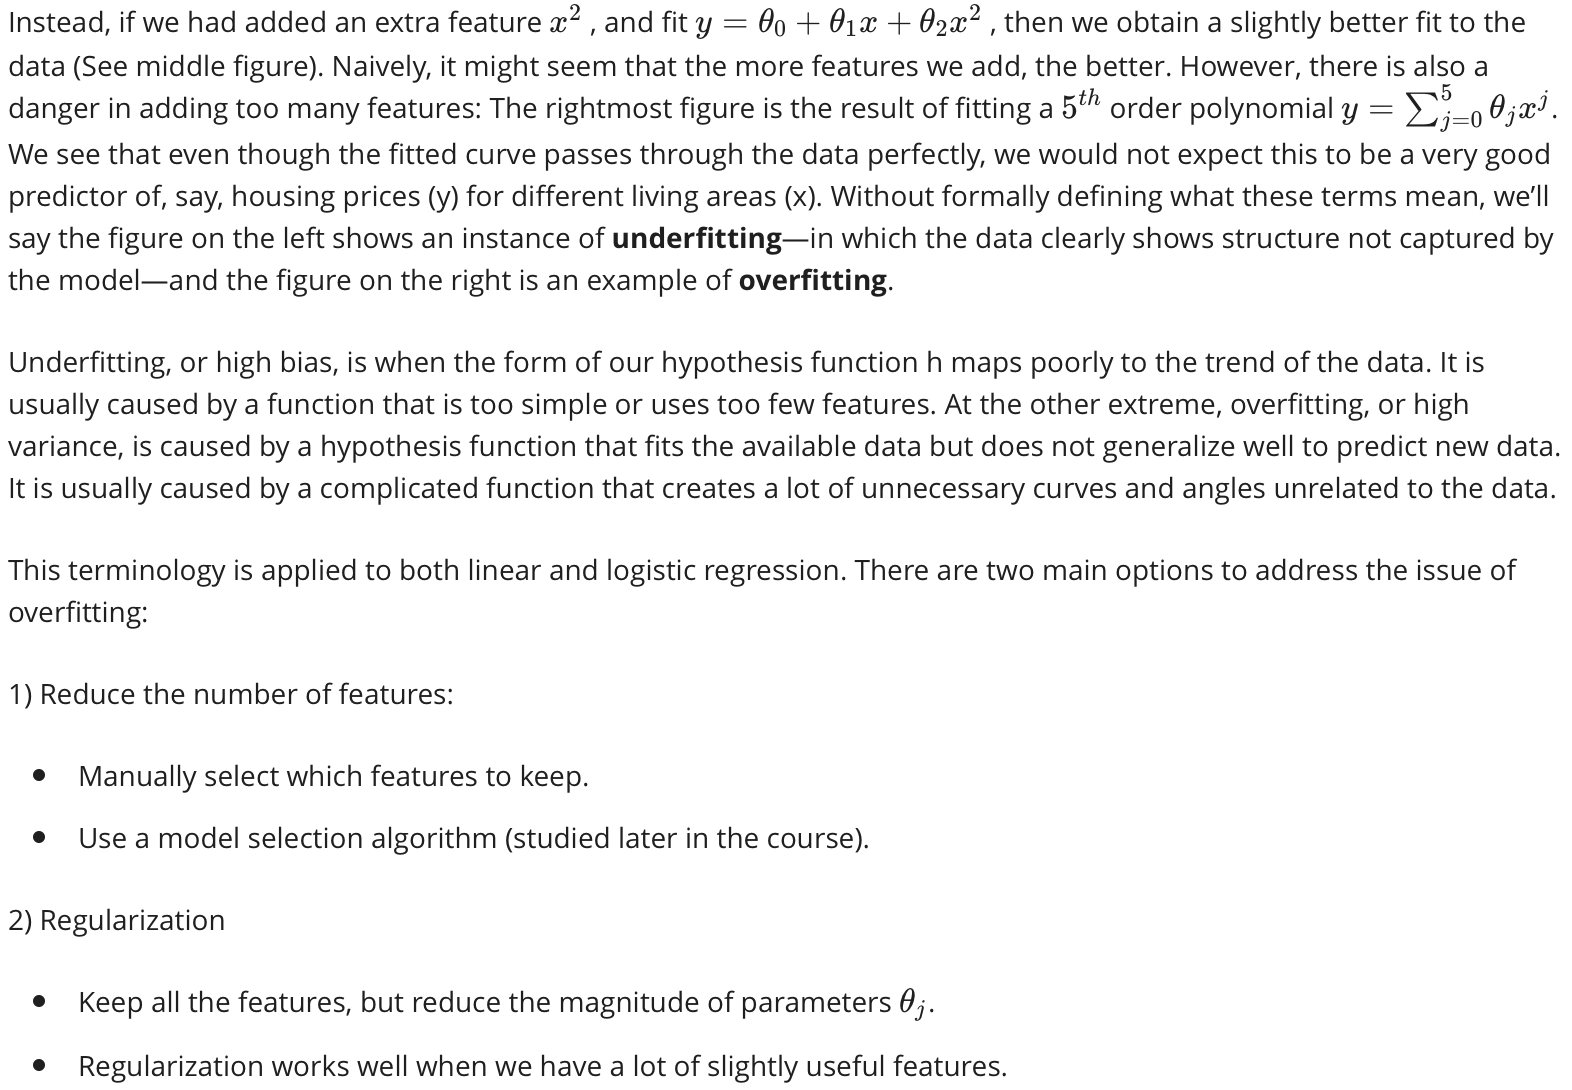 Instead, if we had added an extra feature x² , and fit y = θ₀ + θ₁x + θ₂x² , then we obtain a slightly better fit to the
data (See middle figure). Naively, it might seem that the more features we add, the better. However, there is also a
danger in adding too many features: The rightmost figure is the result of fitting a 5ᵗʰ order polynomial y = ∑⁵ⱼ₌₀ θⱼxʲ.
We see that even though the fitted curve passes through the data perfectly, we would not expect this to be a very good
predictor of, say, housing prices (y) for different living areas (x). Without formally defining what these terms mean, we’ll
say the figure on the left shows an instance of underfitting—in which the data clearly shows structure not captured by
the model—and the figure on the right is an example of overfitting.
Underfitting, or high bias, is when the form of our hypothesis function h maps poorly to the trend of the data. It is
usually caused by a function that is too simple or uses too few features. At the other extreme, overfitting, or high
variance, is caused by a hypothesis function that fits the available data but does not generalize well to predict new data.
It is usually caused by a complicated function that creates a lot of unnecessary curves and angles unrelated to the data.
This terminology is applied to both linear and logistic regression. There are two main options to address the issue of
overfitting:
1) Reduce the number of features:
• Manually select which features to keep.
• Use a model selection algorithm (studied later in the course).
2) Regularization
• Keep all the features, but reduce the magnitude of parameters θⱼ.
• Regularization works well when we have a lot of slightly useful features.